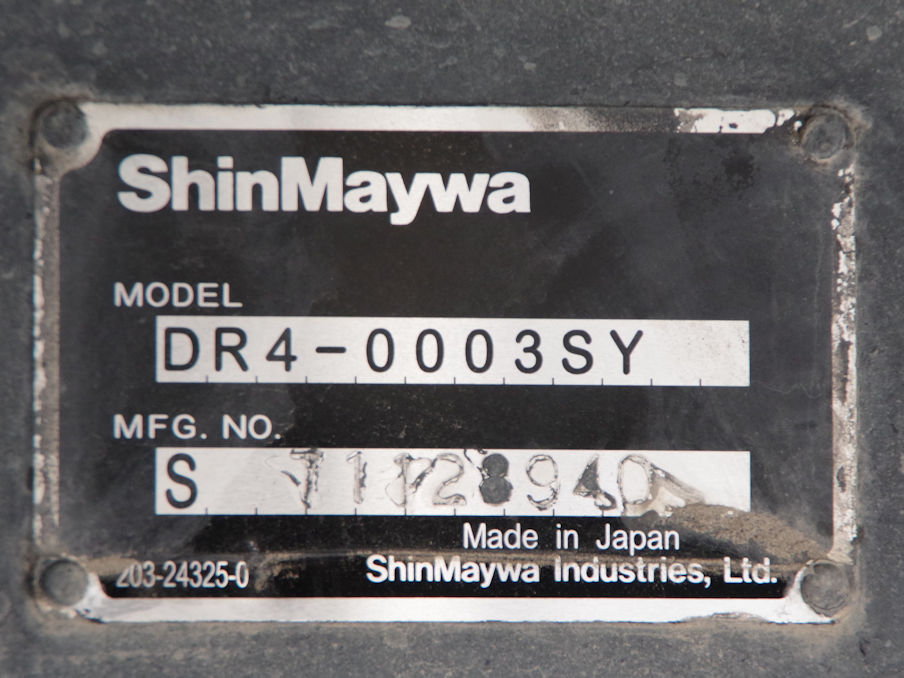 ShinMaywa
MODEL
DR4-0003SY
MFG. NO.
S
Made in Japan
203-24325-0
ShinMaywa Industries, Ltd.